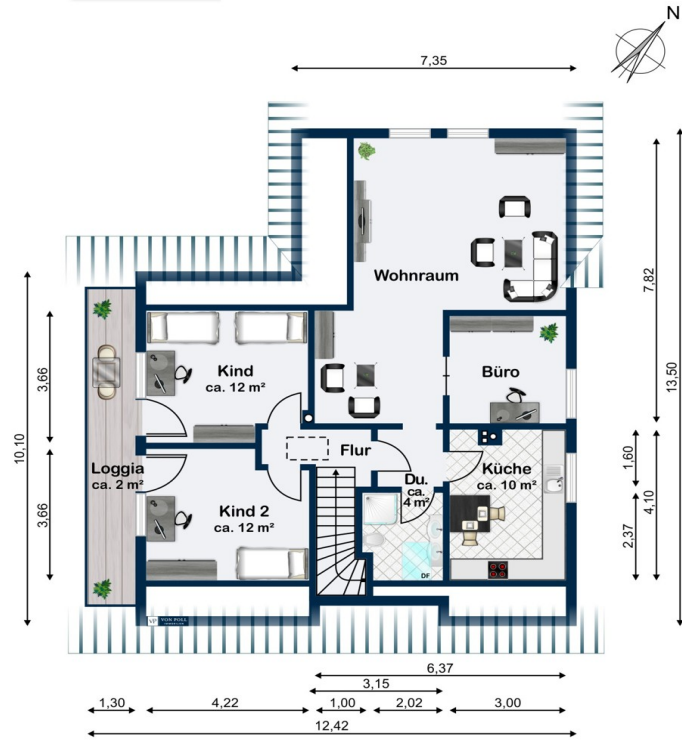 N
7,35
Wohnraum
7,82
13,50
Kind
ca. 12 m²
Büro
3,66
10,10
Loggia
ca. 2 m²
Flur
Du.
ca.
4 m²
Küche
ca. 10 m²
1,60
4,10
2,37
3,66
Kind 2
ca. 12 m²
DF
VP VON POLL
6,37
3,15
1,30
4,22
1,00
2,02
3,00
12,42